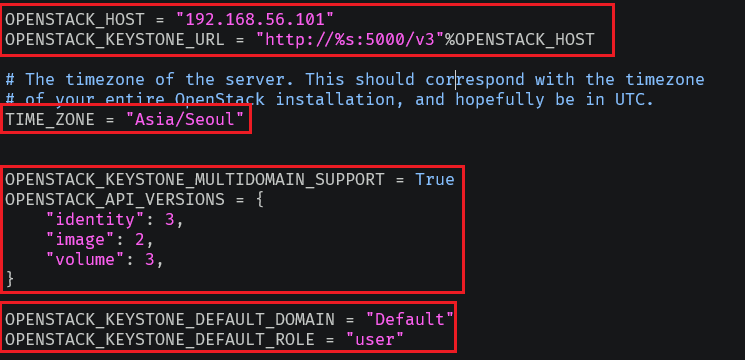 OPENSTACK_HOST = "192.168.56.101"
OPENSTACK_KEYSTONE_URL = "http://%s:5000/v3"%OPENSTACK_HOST
# The timezone of the server. This should correspond with the timezone
# of your entire OpenStack installation, and hopefully be in UTC.
TIME_ZONE = "Asia/Seoul"
OPENSTACK_KEYSTONE_MULTIDOMAIN_SUPPORT = True
OPENSTACK_API_VERSIONS = {
    "identity": 3,
    "image": 2,
    "volume": 3,
}
OPENSTACK_KEYSTONE_DEFAULT_DOMAIN = "Default"
OPENSTACK_KEYSTONE_DEFAULT_ROLE = "user"